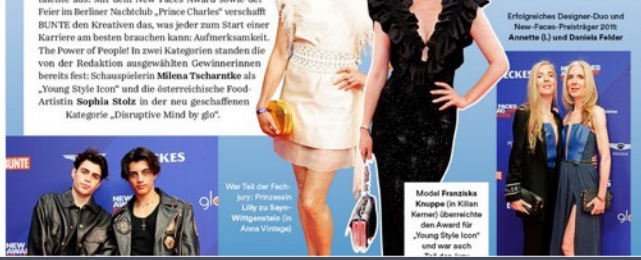 Feier im Berliner Nachtclub „Prince Charles“ verschafft
BUNTE den Kreativen das, was jeder zum Start einer
Karriere am besten brauchen kann: Aufmerksamkeit.
The Power of People! In zwei Kategorien standen die
von der Redaktion ausgewählten Gewinnerinnen
bereits fest: Schauspielerin Milena Tscharntke als
„Young Style Icon“ und die österreichische Food-
Artistin Sophia Stolz in der neu geschaffenen
Kategorie „Disruptive Mind by glo“.
Erfolgreiches Designer-Duo und
New-Faces-Preisträger 2011:
Annette (l.) und Daniela Felder
BUNTE
CKES
NEW
glo
War Teil der Fach-
jury: Prinzessin
Lilly zu Sayn-
Wittgenstein (in
Anna Vintage)
Model Franziska
Knuppe (in Kilian
Kerner) überreichte
den Award für
„Young Style Icon“
und war auch
ECKES
FACES
glo